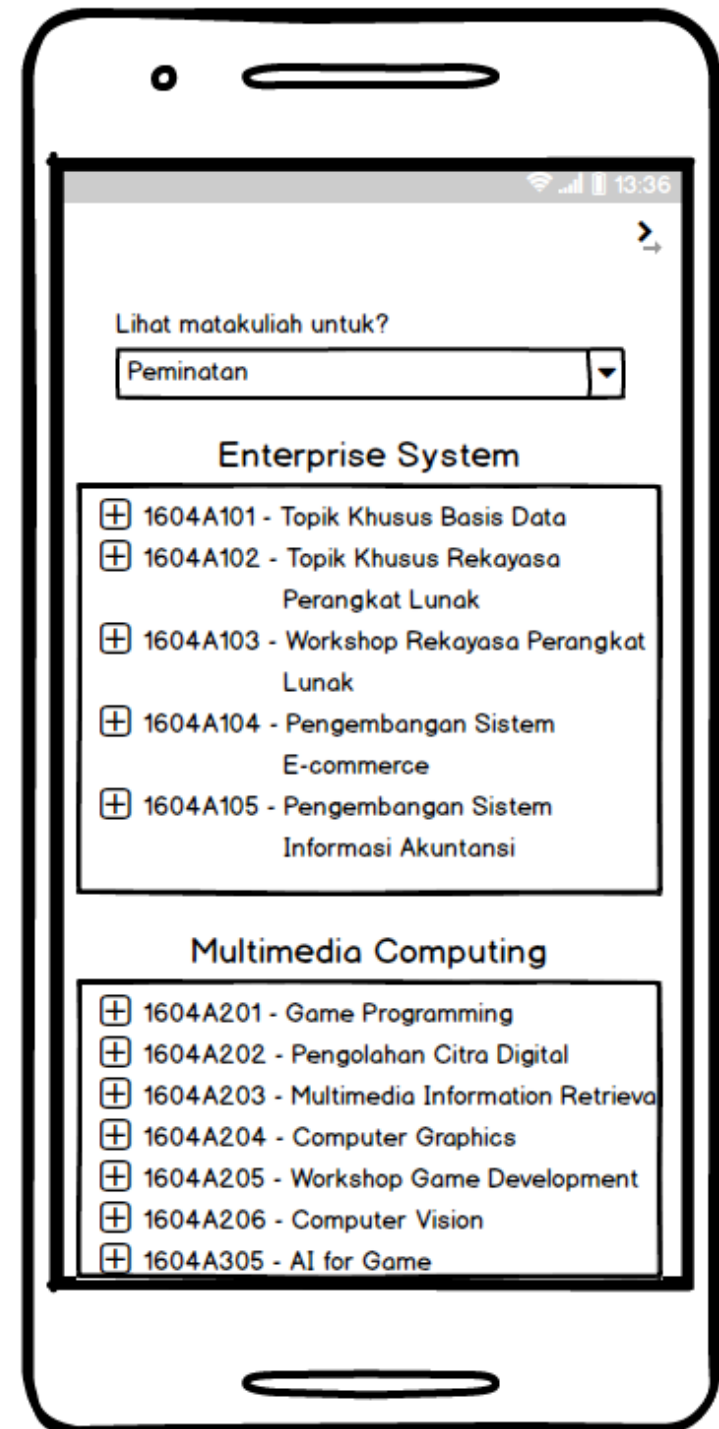 13:36
Lihat matakuliah untuk?
Peminatan
Enterprise System
1604A101 - Topik Khusus Basis Data
1604A102 - Topik Khusus Rekayasa
Perangkat Lunak
1604A103 - Workshop Rekayasa Perangkat
Lunak
1604A104 - Pengembangan Sistem
E-commerce
1604A105 - Pengembangan Sistem
Informasi Akuntansi
Multimedia Computing
1604A201 - Game Programming
1604A202 - Pengolahan Citra Digital
1604A203 - Multimedia Information Retrieva
1604A204 - Computer Graphics
1604A205 - Workshop Game Development
1604A206 - Computer Vision
1604A305 - AI for Game